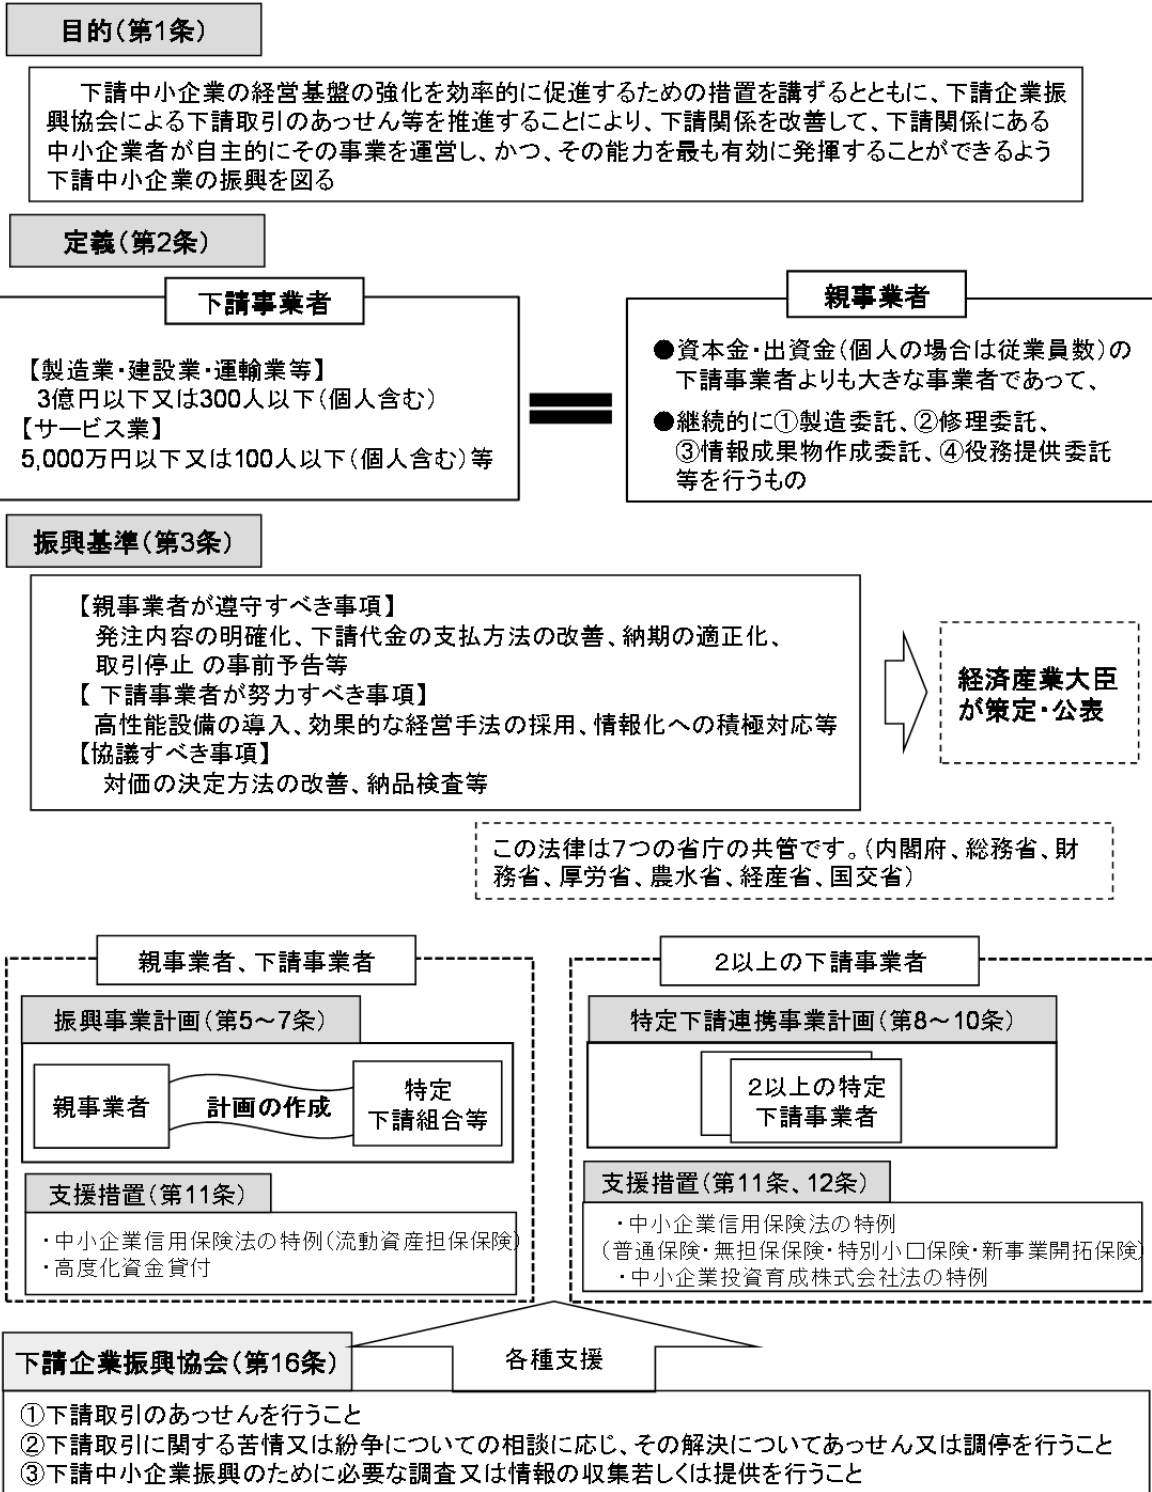 目的(第1条)
下請中小企業の経営基盤の強化を効率的に促進するための措置を講ずるとともに、下請企業振
興協会による下請取引のあっせん等を推進することにより、下請関係を改善して、下請関係にある
中小企業者が自主的にその事業を運営し、かつ、その能力を最も有効に発揮することができるよう
下請中小企業の振興を図る
定義(第2条)
下請事業者
【製造業・建設業・運輸業等】
3億円以下又は300人以下(個人含む)
【サービス業】
5,000万円以下又は100人以下(個人含む)等
親事業者
●資本金・出資金(個人の場合は従業員数)の
下請事業者よりも大きな事業者であって、
●継続的に①製造委託、②修理委託、
③情報成果物作成委託、④役務提供委託
等を行うもの
振興基準(第3条)
【親事業者が遵守すべき事項】
発注内容の明確化、下請代金の支払方法の改善、納期の適正化、
取引停止 の事前予告等
【 下請事業者が努力すべき事項】
高性能設備の導入、効果的な経営手法の採用、情報化への積極対応等
【協議すべき事項】
対価の決定方法の改善、納品検査等
経済産業大臣
が策定・公表
この法律は7つの省庁の共管です。(内閣府、総務省、財
務省、厚労省、農水省、経産省、国交省)
親事業者、下請事業者
振興事業計画(第5~7条)
親事業者
計画の作成
特定
下請組合等
支援措置(第11条)
・中小企業信用保険法の特例(流動資産担保保険)
・高度化資金貸付
2以上の下請事業者
特定下請連携事業計画(第8~10条)
2以上の特定
下請事業者
支援措置(第11条、12条)
・中小企業信用保険法の特例
(普通保険・無担保保険・特別小口保険・新事業開拓保険)
・中小企業投資育成株式会社法の特例
各種支援
下請企業振興協会(第16条)
①下請取引のあっせんを行うこと
②下請取引に関する苦情又は紛争についての相談に応じ、その解決についてあっせん又は調停を行うこと
③下請中小企業振興のために必要な調査又は情報の収集若しくは提供を行うこと